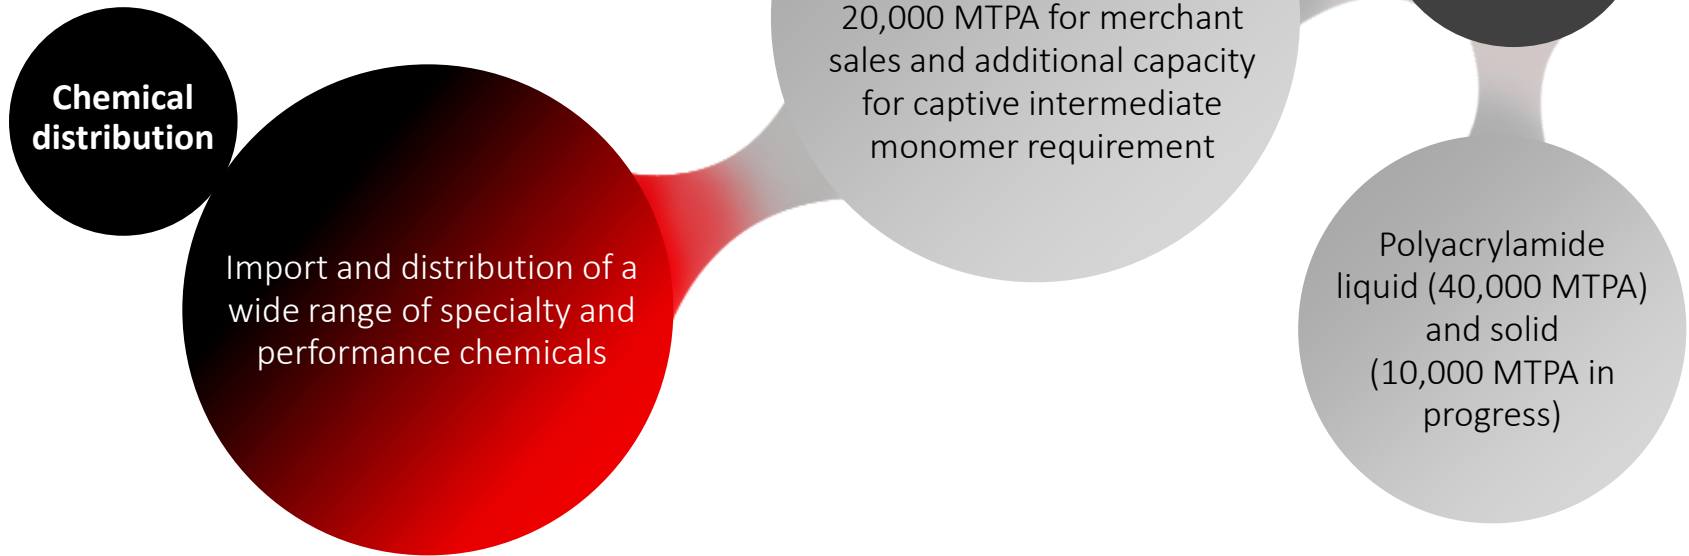 Chemical
distribution
Import and distribution of a
wide range of specialty and
performance chemicals
20,000 MTPA for merchant
sales and additional capacity
for captive intermediate
monomer requirement
Polyacrylamide
liquid (40,000 MTPA)
and solid
(10,000 MTPA in
progress)